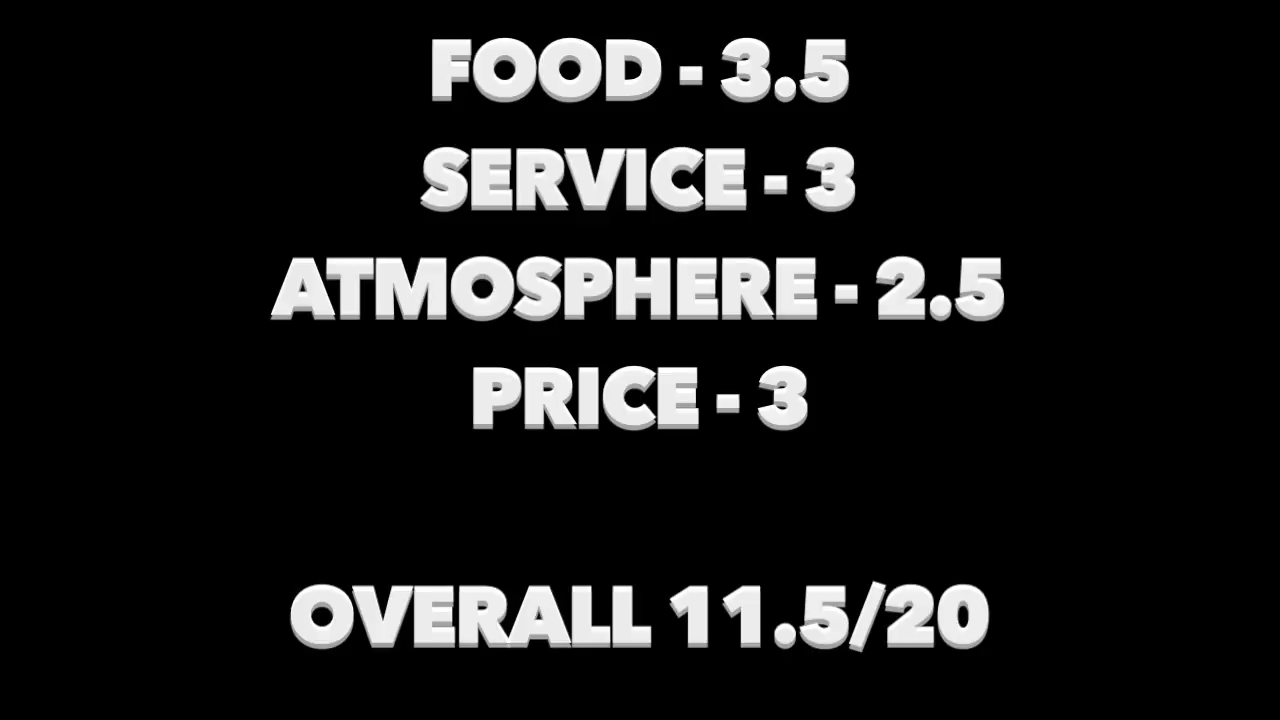 FOOD - 3.5
SERVICE - 3
ATMOSPHERE - 2.5
PRICE - 3
OVERALL 11.5/20